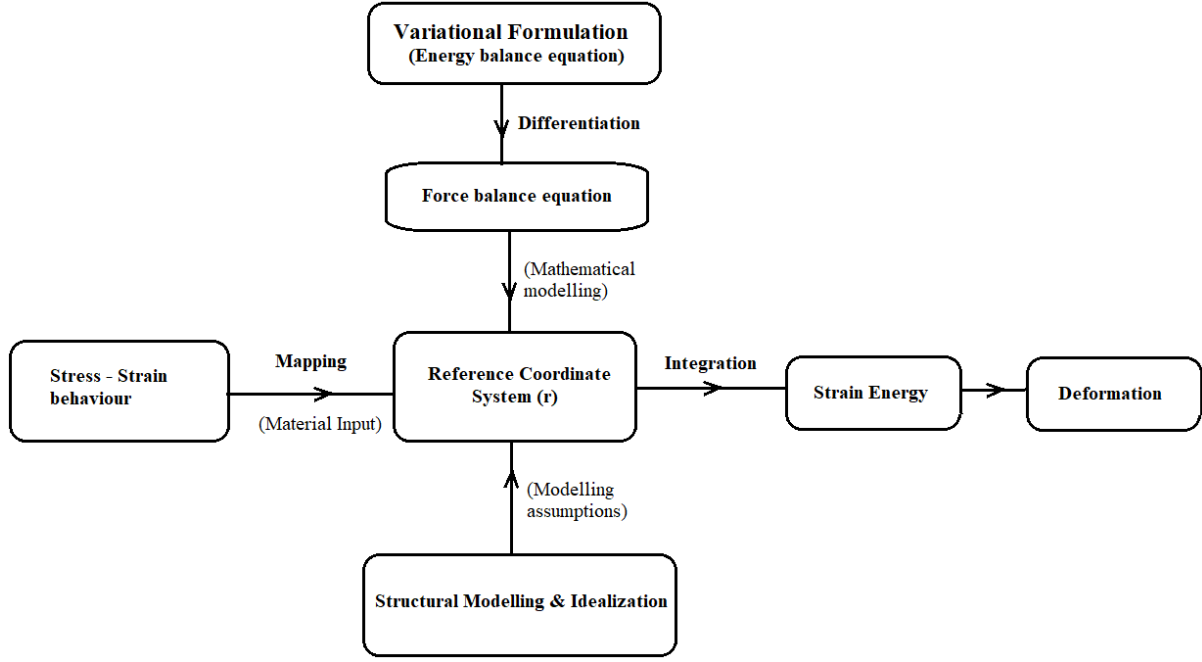 Variational Formulation
(Energy balance equation)
Differentiation
Force balance equation
(Mathematical
modelling)
Stress - Strain
behaviour
Mapping
(Material Input)
Reference Coordinate
System (r)
Integration
Strain Energy
Deformation
(Modelling
assumptions)
Structural Modelling & Idealization